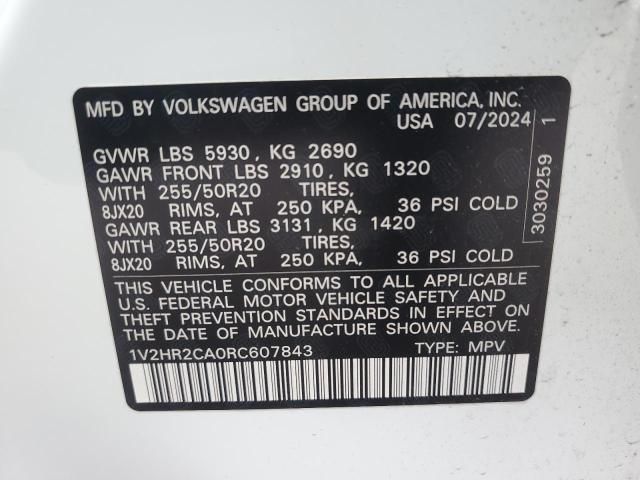 MFD BY VOLKSWAGEN GROUP OF AMERICA, INC.
USA 07/2024
GVWR LBS 5930, KG 2690
GAWR FRONT LBS 2910, KG 1320
WITH 255/50R20 TIRES,
8JX20 RIMS, AT 250 KPA, 36 PSI COLD
GAWR REAR LBS 3131, KG 1420
WITH 255/50R20 TIRES,
8JX20 RIMS, AT 250 KPA, 36 PSI COLD
THIS VEHICLE CONFORMS TO ALL APPLICABLE
U.S. FEDERAL MOTOR VEHICLE SAFETY AND
THEFT PREVENTION STANDARDS IN EFFECT ON
THE DATE OF MANUFACTURE SHOWN ABOVE.
1V2HR2CA0RC607843 TYPE: MPV
3030259 1